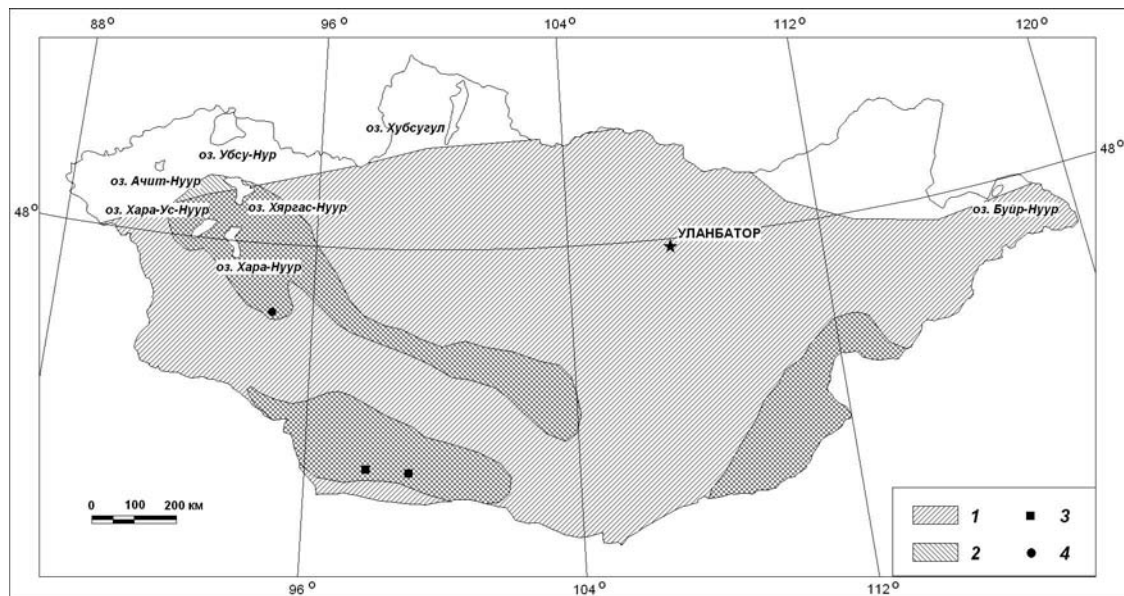 88° 96° 104° 112° 120°
оз. Хубсугул
оз. Убсу-Нур
48°
оз. Ачит-Нуур
оз. Хяргас-Нуур
48°
оз. Хара-Ус-Нуур
оз. Буйр-Нуур
УЛАНБАТОР
оз. Хара-Нуур
0 100 200 км
1 3
2 4
96° 104° 112°